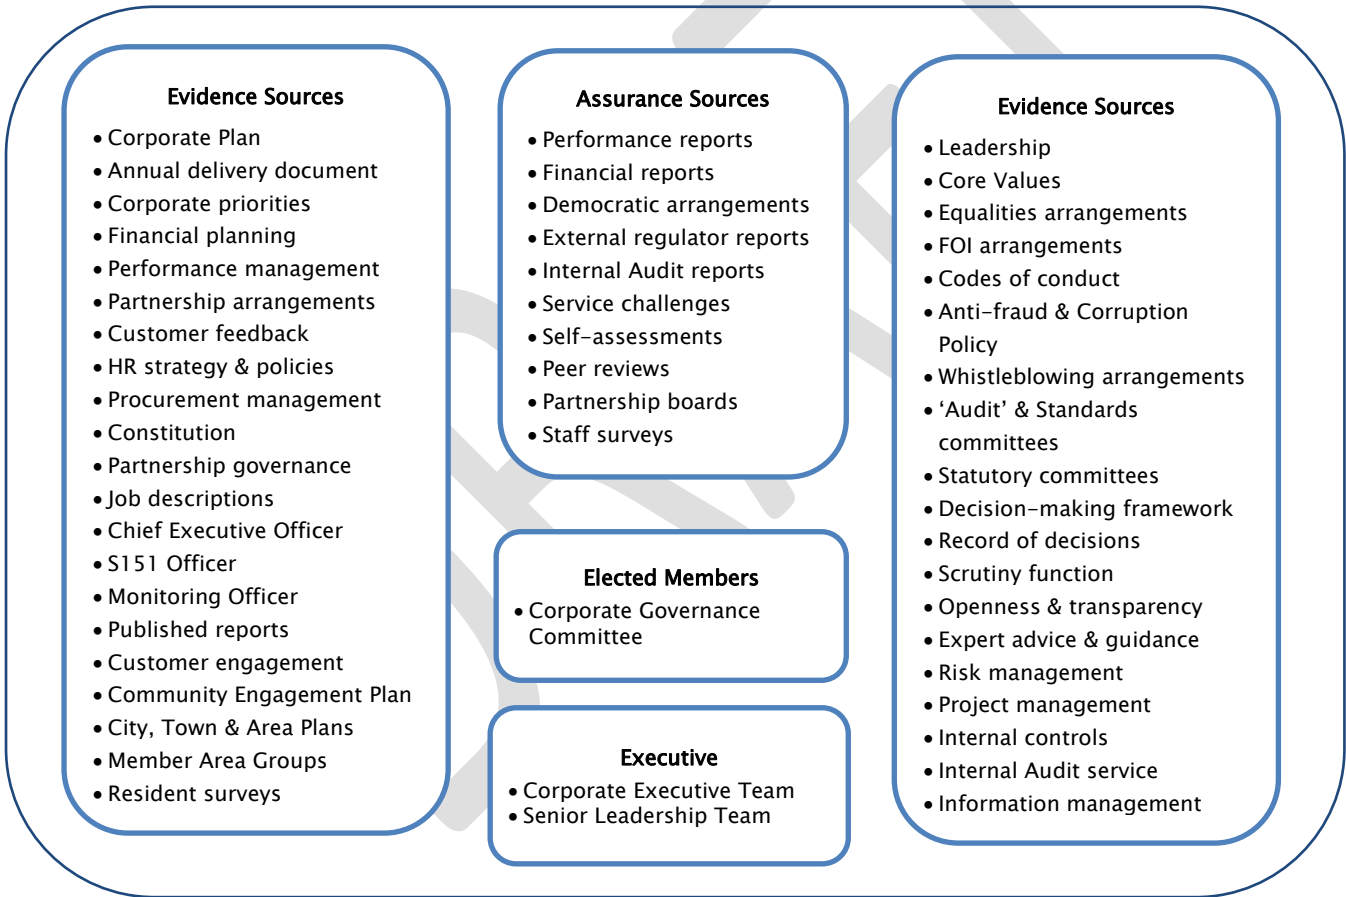 Evidence Sources
• Corporate Plan
• Annual delivery document
• Corporate priorities
• Financial planning
• Performance management
• Partnership arrangements
• Customer feedback
• HR strategy & policies
• Procurement management
• Constitution
• Partnership governance
• Job descriptions
• Chief Executive Officer
• S151 Officer
• Monitoring Officer
• Published reports
• Customer engagement
• Community Engagement Plan
• City, Town & Area Plans
• Member Area Groups
• Resident surveys
Assurance Sources
• Performance reports
• Financial reports
• Democratic arrangements
• External regulator reports
• Internal Audit reports
• Service challenges
• Self-assessments
• Peer reviews
• Partnership boards
• Staff surveys
Elected Members
• Corporate Governance
Committee
Executive
• Corporate Executive Team
• Senior Leadership Team
Evidence Sources
• Leadership
• Core Values
• Equalities arrangements
• FOI arrangements
• Codes of conduct
• Anti-fraud & Corruption
Policy
• Whistleblowing arrangements
• ‘Audit’ & Standards
committees
• Statutory committees
• Decision-making framework
• Record of decisions
• Scrutiny function
• Openness & transparency
• Expert advice & guidance
• Risk management
• Project management
• Internal controls
• Internal Audit service
• Information management